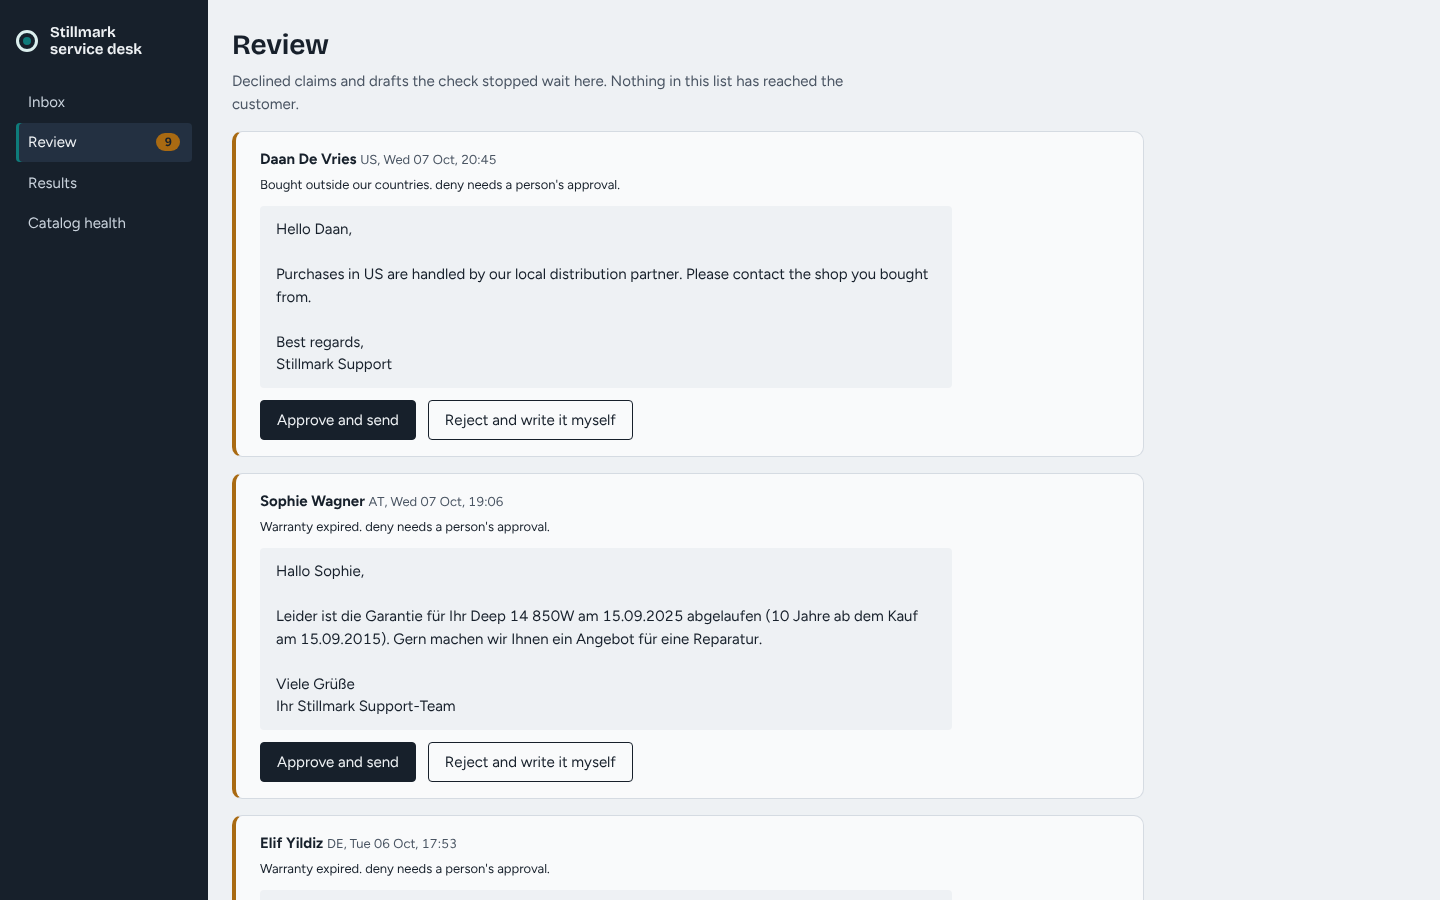 Stillmark
service desk
Inbox
Review 9
Results
Catalog health
Review
Declined claims and drafts the check stopped wait here. Nothing in this list has reached the
customer.
Daan De Vries US, Wed 07 Oct, 20:45
Bought outside our countries. deny needs a person's approval.
Hello Daan,
Purchases in US are handled by our local distribution partner. Please contact the shop you bought
from.
Best regards,
Stillmark Support
Approve and send Reject and write it myself
Sophie Wagner AT, Wed 07 Oct, 19:06
Warranty expired. deny needs a person's approval.
Hallo Sophie,
Leider ist die Garantie für Ihr Deep 14 850W am 15.09.2025 abgelaufen (10 Jahre ab dem Kauf
am 15.09.2015). Gern machen wir Ihnen ein Angebot für eine Reparatur.
Viele Grüße
Ihr Stillmark Support-Team
Approve and send Reject and write it myself
Elif Yildiz DE, Tue 06 Oct, 17:53
Warranty expired. deny needs a person's approval.